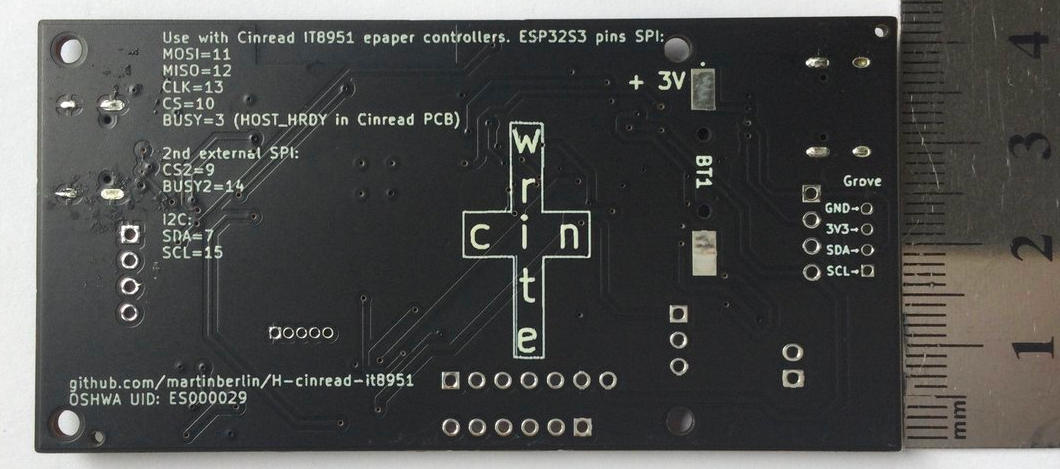 Use with Cinread IT8951 epaper controllers. ESP32S3 pins SPI:
MOSI=11
MISO=12
CLK=13
CS=10
BUSY=3 (HOST_HRDY in Cinread PCB)
2nd external SPI:
CS2=9
BUSY2=14
I2C:
SDA=7
SCL=15
+ 3V
BT1
write
cin
Grove
GND→
3V3→
SDA→
SCL→
github.com/martinberlin/H-cinread-it8951
OSHWA UID: ES000029
4
3
2
1
mm